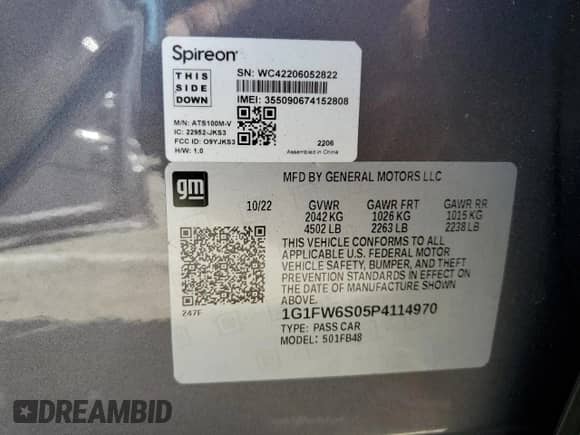 Spireon
THIS
SIDE
DOWN
SN: WC42206052822
IMEI: 355090674152808
M/N: ATS100M-V
IC: 22952-JKS3
FCC ID: O9YJKS3
H/W: 1.0
2206
Assembled in China
gm
MFD BY GENERAL MOTORS LLC
10/22 GVWR GAWR FRT GAWR RR
2042 KG 1026 KG 1015 KG
4502 LB 2263 LB 2238 LB
THIS VEHICLE CONFORMS TO ALL
APPLICABLE U.S. FEDERAL MOTOR
VEHICLE SAFETY, BUMPER, AND THEFT
PREVENTION STANDARDS IN EFFECT ON
THE DATE OF MANUFACTURE SHOWN
ABOVE.
247F
1G1FW6S05P4114970
TYPE: PASS CAR
MODEL: 501FB48
DREAMBID